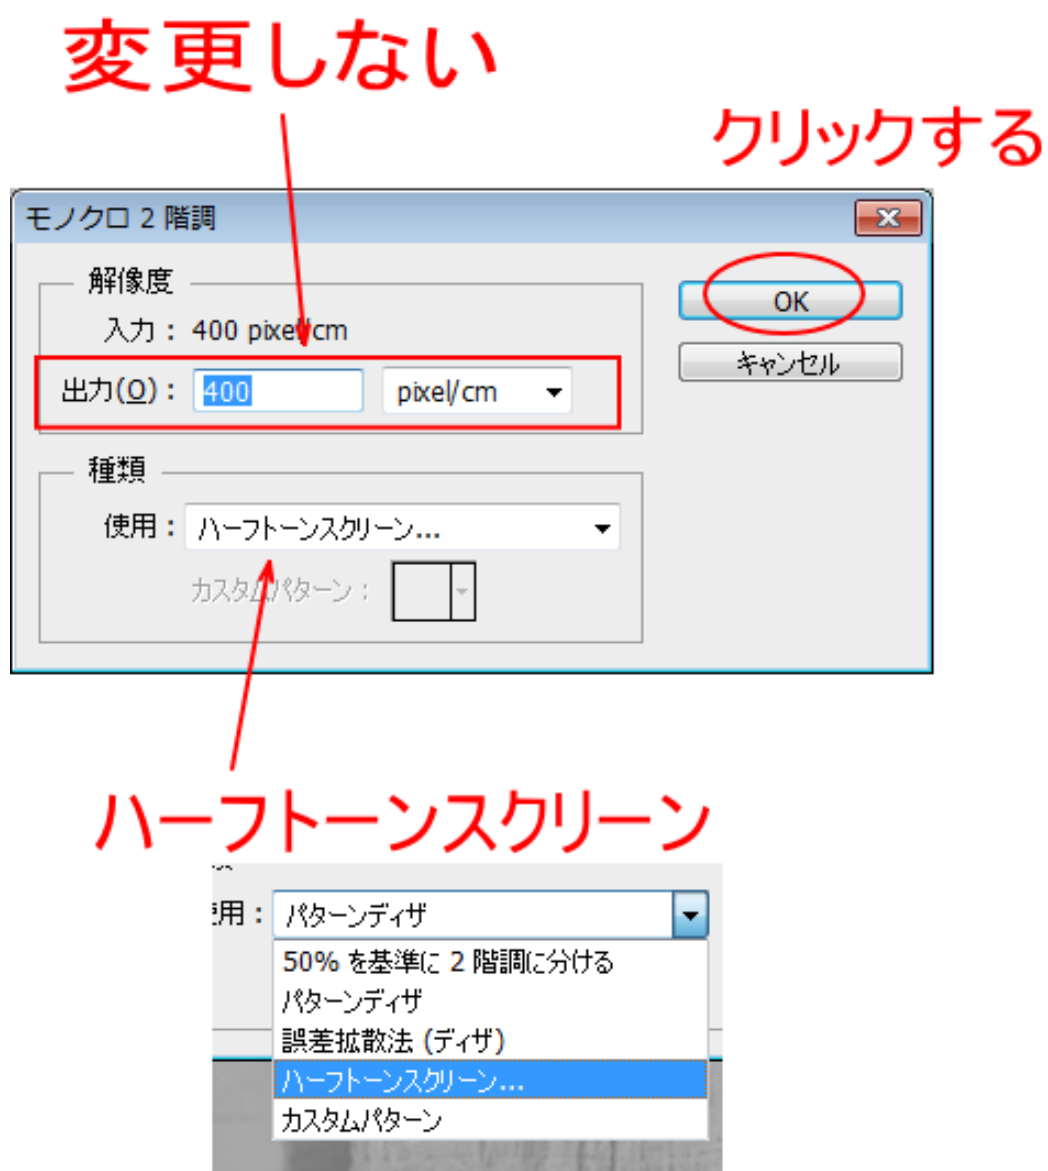 変更しない
クリックする
モノクロ 2 階調
解像度
入力： 400 pixel/cm
出力(O)： 400 pixel/cm
OK
キャンセル
種類
使用： ハーフトーンスクリーン...
カスタムパターン：
ハーフトーンスクリーン
用： パターンディザ
50% を基準に 2 階調に分ける
パターンディザ
誤差拡散法 (ディザ)
ハーフトーンスクリーン...
カスタムパターン